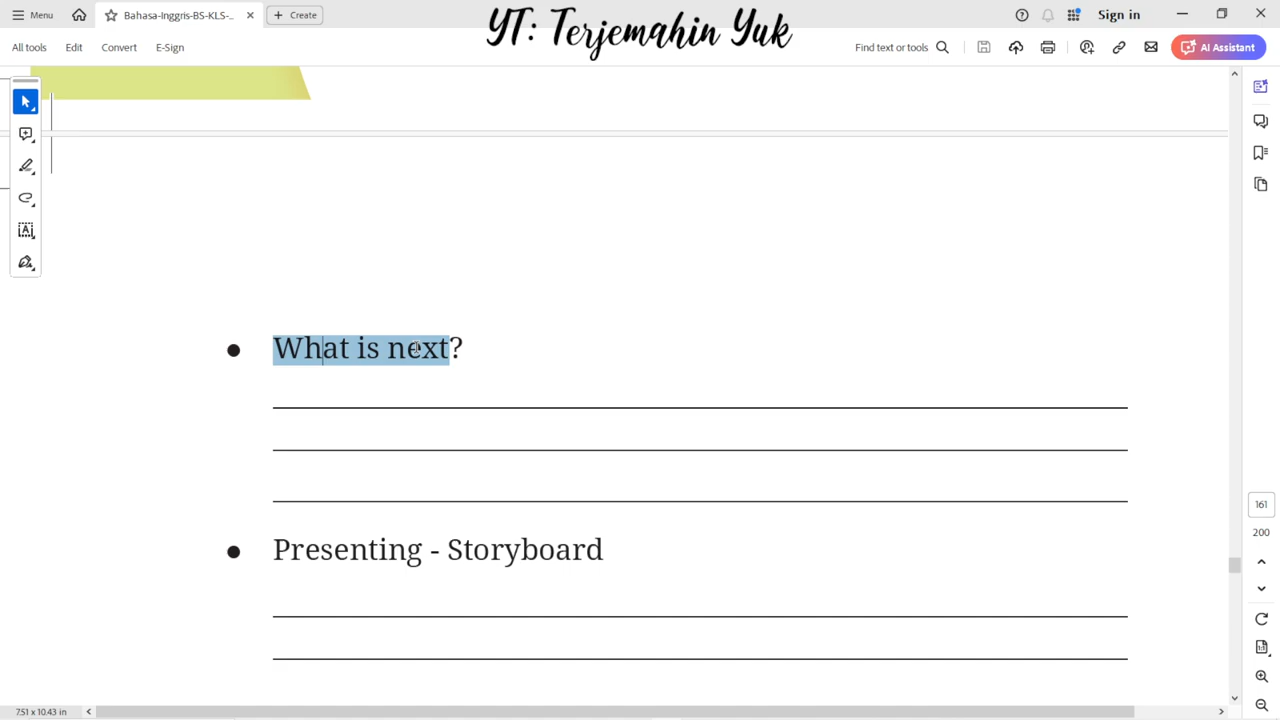 Menu
Bahasa-Inggris-BS-KLS-...
Create
YT: Terjemahin Yuk
Sign in
All tools
Edit
Convert
E-Sign
Find text or tools
AI Assistant
What is next?
Presenting - Storyboard
161
200
7.51 x 10.43 in